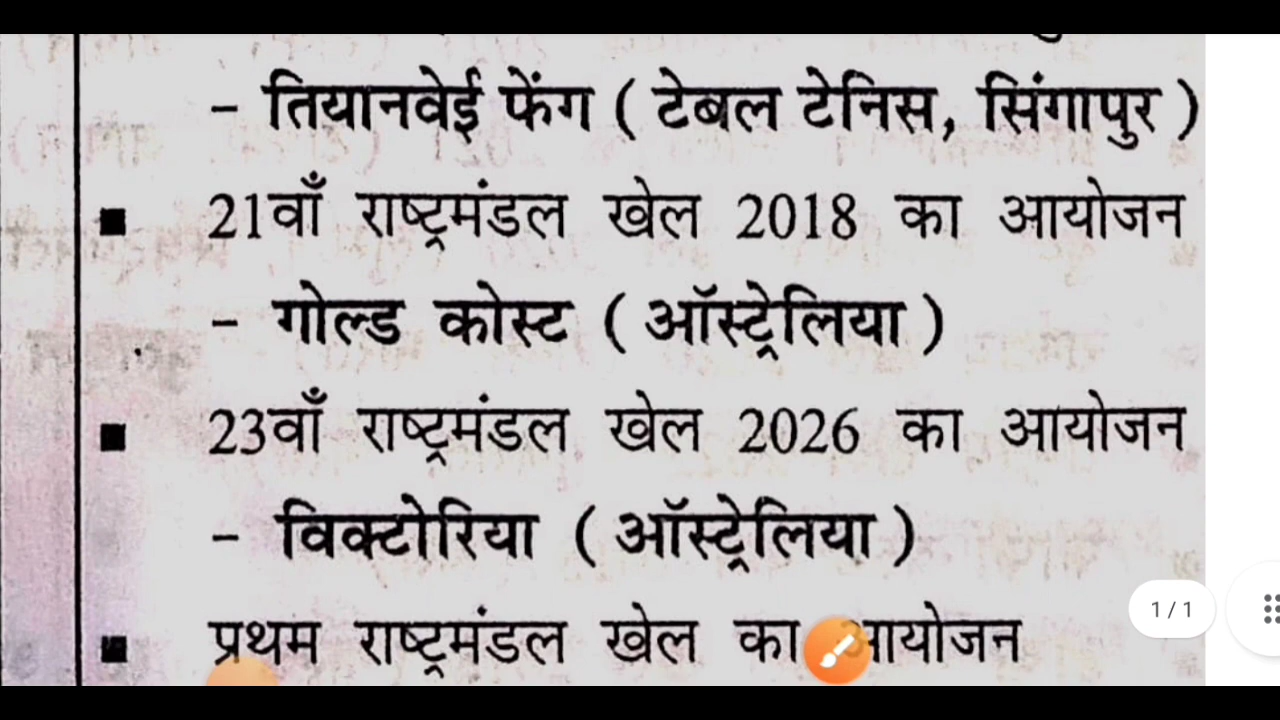 - तियानवेई फेंग ( टेबल टेनिस, सिंगापुर )
■ 21वाँ राष्ट्रमंडल खेल 2018 का आयोजन
- गोल्ड कोस्ट ( ऑस्ट्रेलिया )
■ 23वाँ राष्ट्रमंडल खेल 2026 का आयोजन
- विक्टोरिया ( ऑस्ट्रेलिया )
1 / 1
■ प्रथम राष्ट्रमंडल खेल का आयोजन